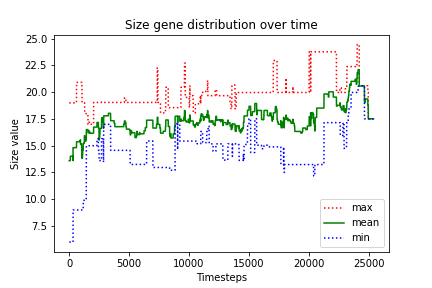 Size gene distribution over time
25.0
22.5
20.0
17.5
15.0
12.5
10.0
7.5
Size value
0 5000 10000 15000 20000 25000
Timesteps
max
mean
min